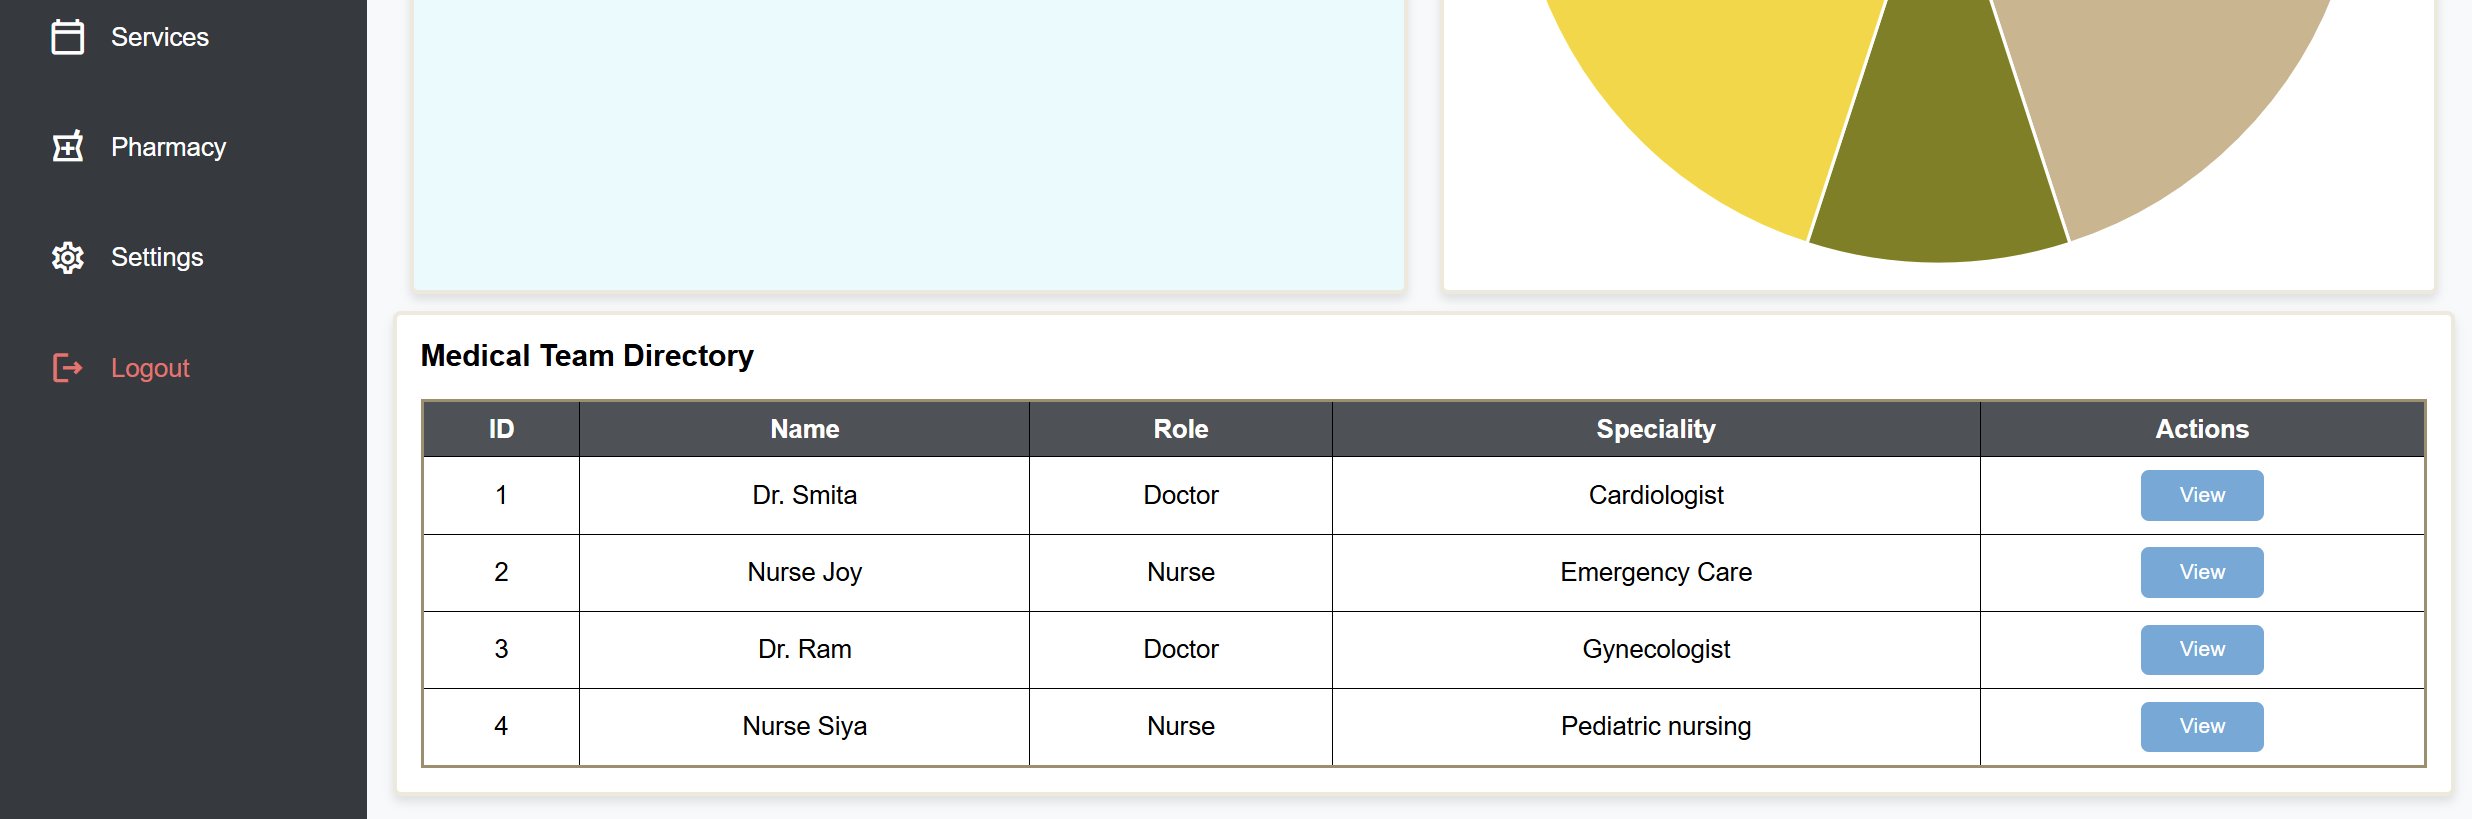 Services
Pharmacy
Settings
Logout
Medical Team Directory
ID Name Role Speciality Actions
1 Dr. Smita Doctor Cardiologist View
2 Nurse Joy Nurse Emergency Care View
3 Dr. Ram Doctor Gynecologist View
4 Nurse Siya Nurse Pediatric nursing View